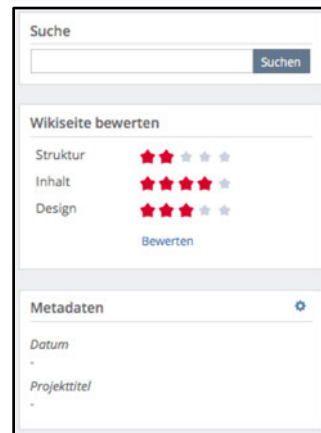 Suche
Suchen
Wikiseite bewerten
Struktur
Inhalt
Design
Bewerten
Metadaten
Datum
-
Projekttitel
-